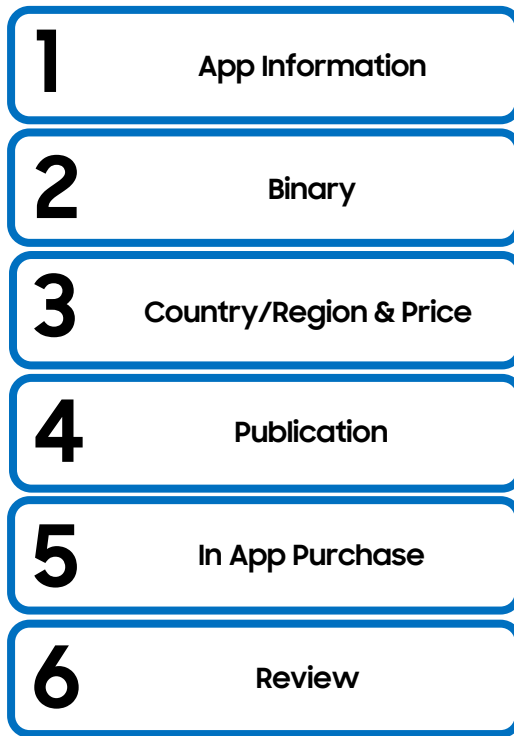 1 App Information
2 Binary
3 Country/Region & Price
4 Publication
5 In App Purchase
6 Review